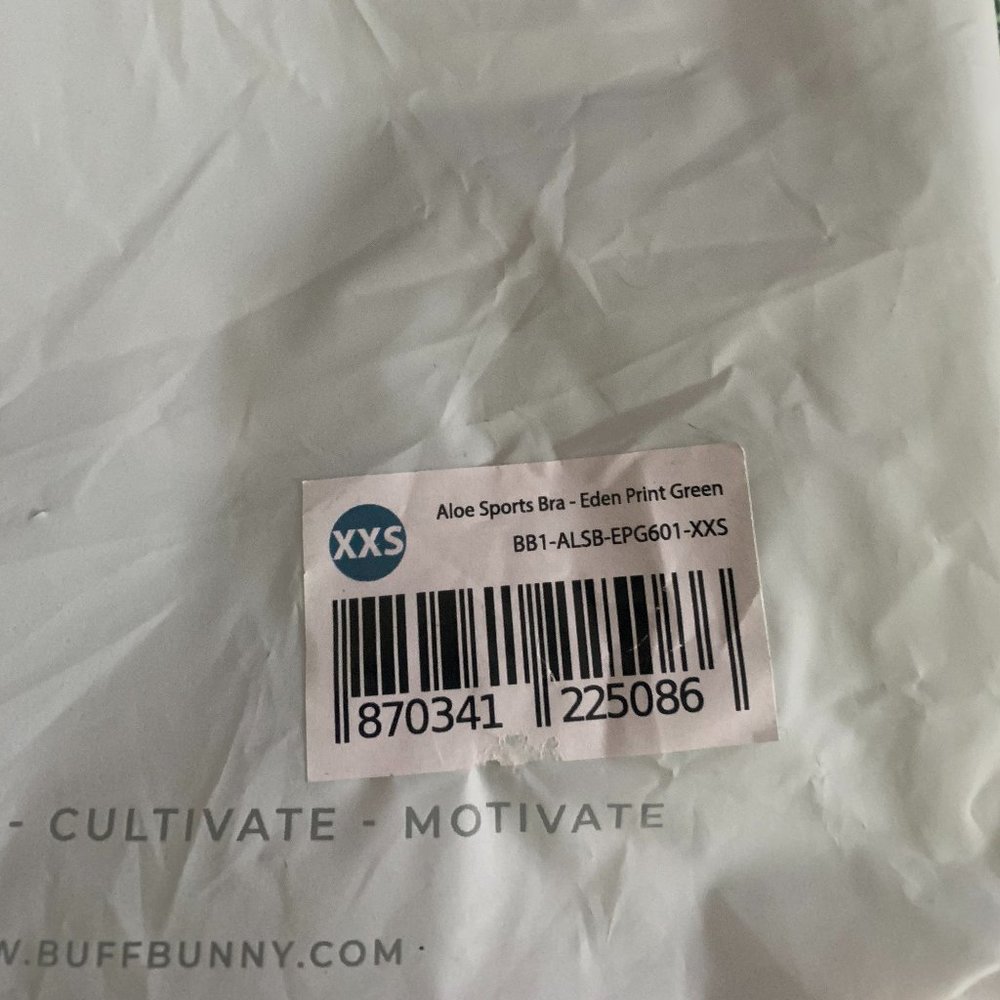 XXS
Aloe Sports Bra - Eden Print Green
BB1-ALSB-EPG601-XXS
870341 225086
- CULTIVATE - MOTIVATE
W.BUFFBUNNY.COM